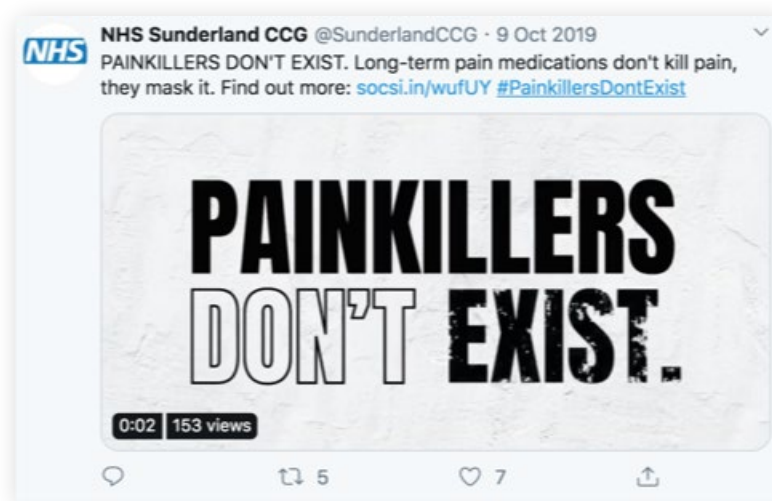 NHS
NHS Sunderland CCG @SunderlandCCG · 9 Oct 2019
PAINKILLERS DON'T EXIST. Long-term pain medications don't kill pain,
they mask it. Find out more: socsi.in/wufUY #PainkillersDontExist
PAINKILLERS
DON'T EXIST.
0:02 153 views
5 7